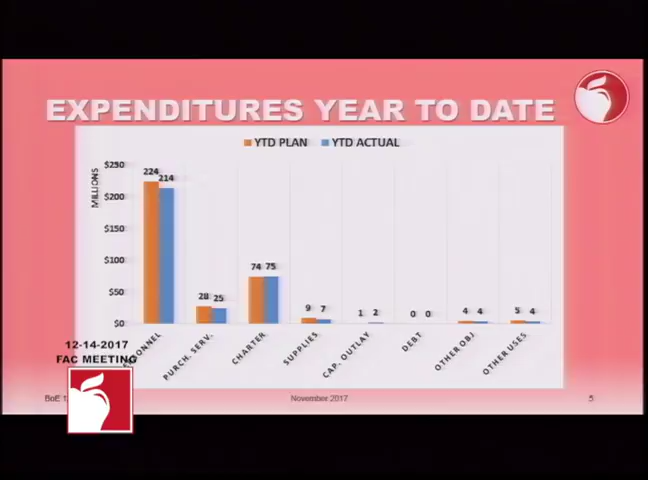 EXPENDITURES YEAR TO DATE
YTD PLAN YTD ACTUAL
MILLIONS
$250
$200
$150
$100
$50
$0
224 214
28 25
74 75
9 7
1 2
0 0
4 4
5 4
PURCH. SERV.
CHARTER
SUPPLIES
CAP. OUTLAY
DEBT
OTHER OBJ
OTHER USES
12-14-2017
FAC MEETING
BoE
November 2017
5